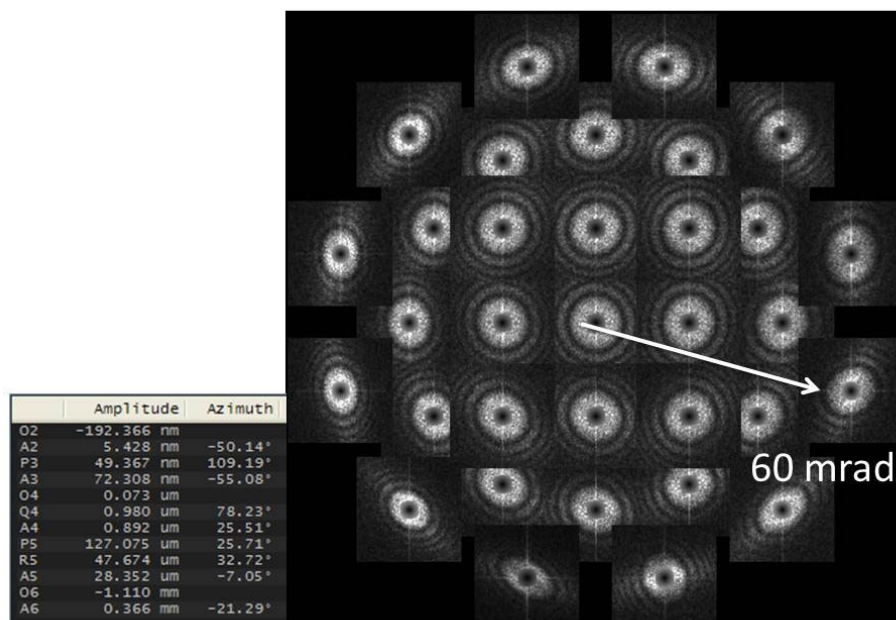 Amplitude Azimuth
O2 -192.366 nm
A2 5.428 nm -50.14°
P3 49.367 nm 109.19°
A3 72.308 nm -55.08°
O4 0.073 um
Q4 0.980 um 78.23°
A4 0.892 um 25.51°
P5 127.075 um 25.71°
R5 47.674 um 32.72°
A5 28.352 um -7.05°
O6 -1.110 mm
A6 0.366 mm -21.29°
60 mrad